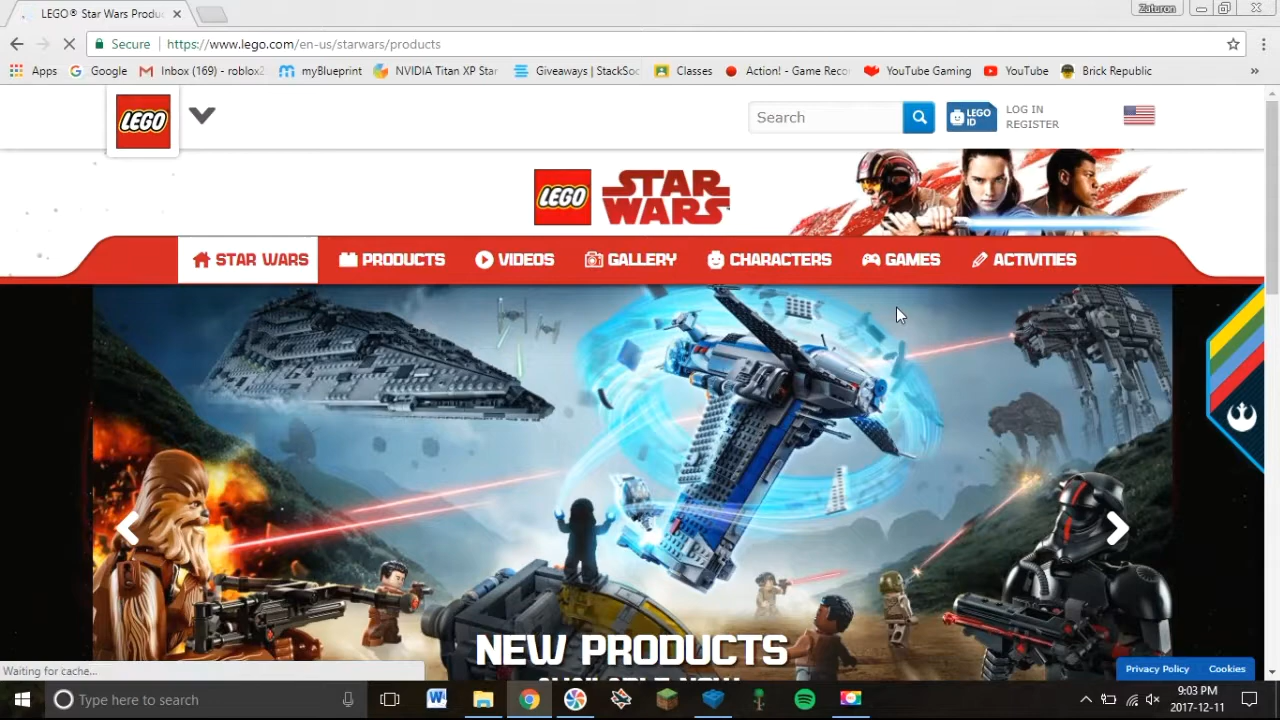 LEGO® Star Wars Produc
Zaturon
Secure https://www.lego.com/en-us/starwars/products
Apps Google Inbox (169) - roblox2 myBlueprint NVIDIA Titan XP Star Giveaways | StackSoc Classes Action! - Game Reco YouTube Gaming YouTube Brick Republic »
LEGO
Search
LEGO ID
LOG IN
REGISTER
LEGO STAR WARS
STAR WARS PRODUCTS VIDEOS GALLERY CHARACTERS GAMES ACTIVITIES
NEW PRODUCTS
AVAILABLE NOW
Waiting for cache...
Privacy Policy Cookies
Type here to search
9:03 PM
2017-12-11